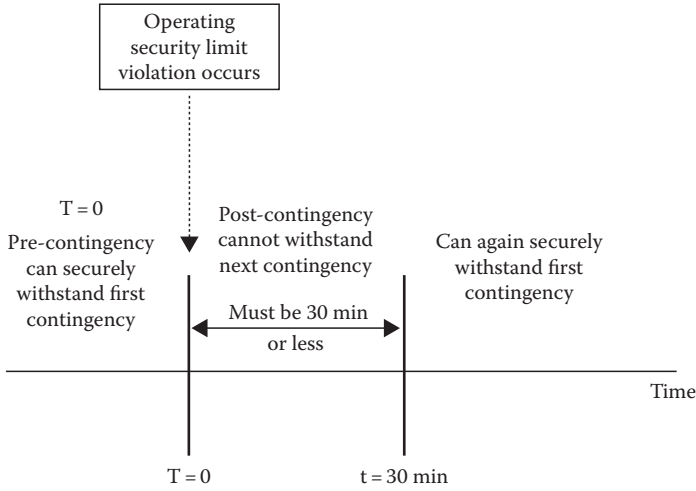 Operating
security limit
violation occurs
T = 0
Pre-contingency
can securely
withstand first
contingency
Post-contingency
cannot withstand
next contingency
Can again securely
withstand first
contingency
Must be 30 min
or less
Time
T = 0
t = 30 min